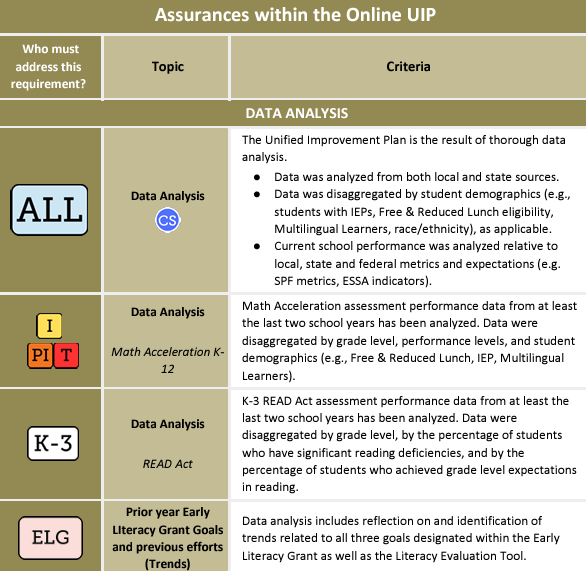 Assurances within the Online UIP
Who must
address this
requirement?
Topic
Criteria
DATA ANALYSIS
ALL
Data Analysis
CS
The Unified Improvement Plan is the result of thorough data
analysis.
● Data was analyzed from both local and state sources.
● Data was disaggregated by student demographics (e.g.,
students with IEPs, Free & Reduced Lunch eligibility,
Multilingual Learners, race/ethnicity), as applicable.
● Current school performance was analyzed relative to
local, state and federal metrics and expectations (e.g.
SPF metrics, ESSA indicators).
I
PI T
Data Analysis
Math Acceleration K-
12
Math Acceleration assessment performance data from at least
the last two school years has been analyzed. Data were
disaggregated by grade level, performance levels, and student
demographics (e.g., Free & Reduced Lunch, IEP, Multilingual
Learners).
K-3
Data Analysis
READ Act
K-3 READ Act assessment performance data from at least the
last two school years has been analyzed. Data were
disaggregated by grade level, by the percentage of students
who have significant reading deficiencies, and by the
percentage of students who achieved grade level expectations
in reading.
ELG
Prior year Early
LIteracy Grant Goals
and previous efforts
(Trends)
Data analysis includes reflection on and identification of
trends related to all three goals designated within the Early
Literacy Grant as well as the Literacy Evaluation Tool.